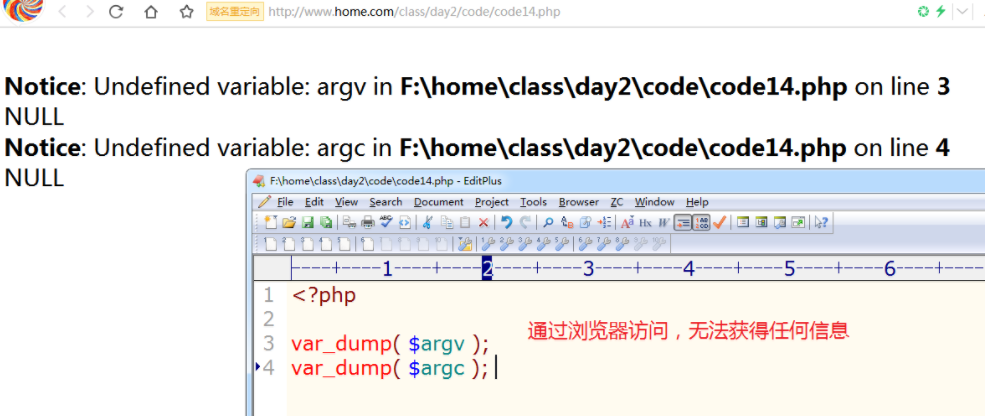 域名重定向 http://www.home.com/class/day2/code/code14.php
Notice: Undefined variable: argv in F:\home\class\day2\code\code14.php on line 3
NULL
Notice: Undefined variable: argc in F:\home\class\day2\code\code14.php on line 4
NULL
F:\home\class\day2\code\code14.php - EditPlus
File Edit View Search Document Project Tools Browser ZC Window Help
----+----1----+----2----+----3----+----4----+----5----+----6----+----
1 <?php
2
3 var_dump( $argv );
通过浏览器访问，无法获得任何信息
4 var_dump( $argc );